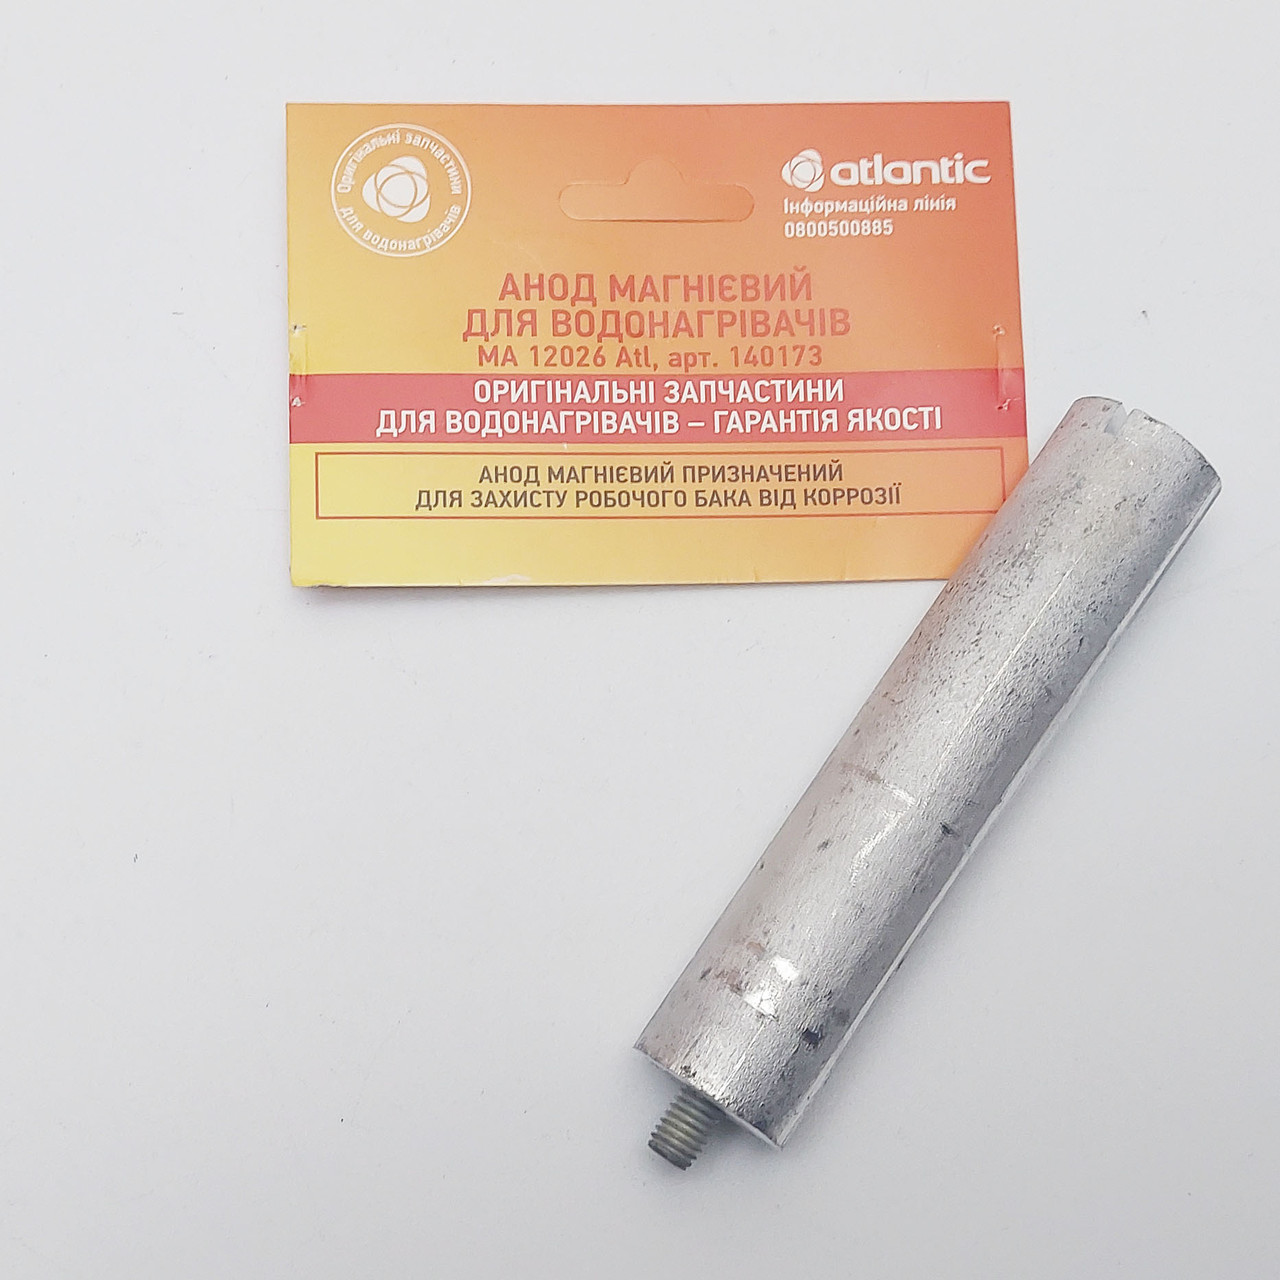 Оригінальні запчастини
для водонагрівачів
atlantic
Інформаційна лінія
0800500885
АНОД МАГНІЄВИЙ
ДЛЯ ВОДОНАГРІВАЧІВ
МА 12026 Atl, арт. 140173
ОРИГІНАЛЬНІ ЗАПЧАСТИНИ
ДЛЯ ВОДОНАГРІВАЧІВ – ГАРАНТІЯ ЯКОСТІ
АНОД МАГНІЄВИЙ ПРИЗНАЧЕНИЙ
ДЛЯ ЗАХИСТУ РОБОЧОГО БАКА ВІД КОРРОЗІЇ